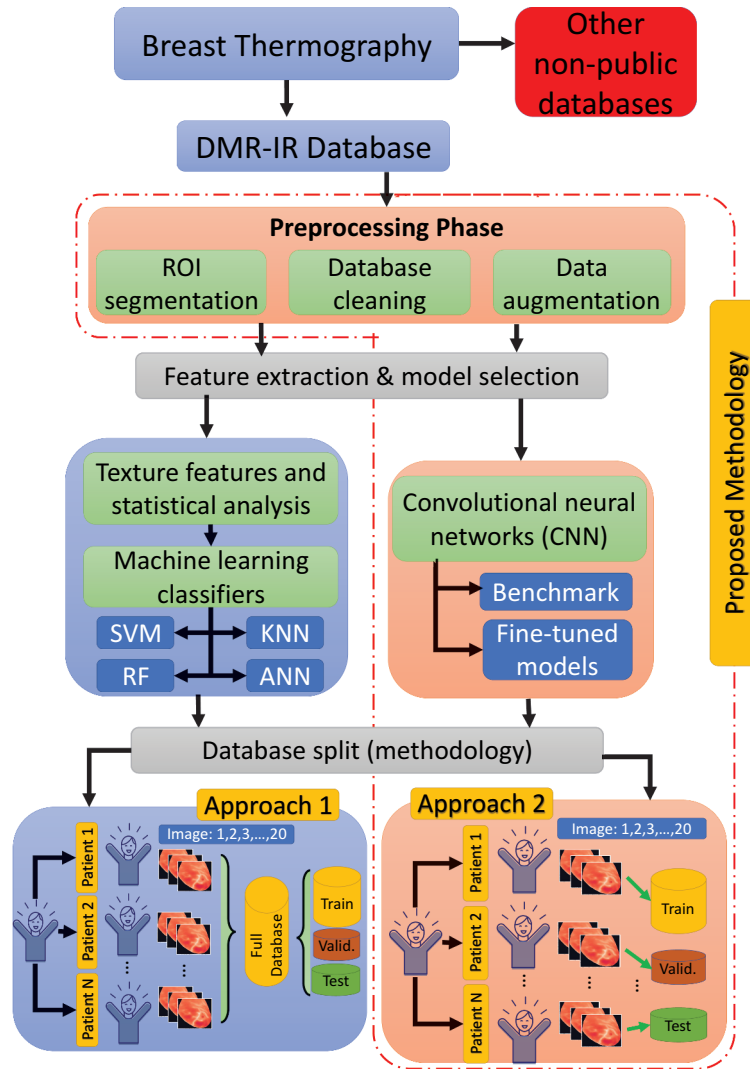 Breast Thermography
Other
non-public
databases
DMR-IR Database
Preprocessing Phase
ROI
segmentation
Database
cleaning
Data
augmentation
Proposed Methodology
Feature extraction & model selection
Texture features and
statistical analysis
Machine learning
classifiers
SVM
KNN
RF
ANN
Convolutional neural
networks (CNN)
Benchmark
Fine-tuned
models
Database split (methodology)
Approach 1
Image: 1,2,3,...,20
Patient 1
Patient 2
...
...
Patient N
Full
Database
Train
Valid.
Test
Approach 2
Image: 1,2,3,...,20
Patient 1
Patient 2
...
...
...
Patient N
Train
Valid.
Test